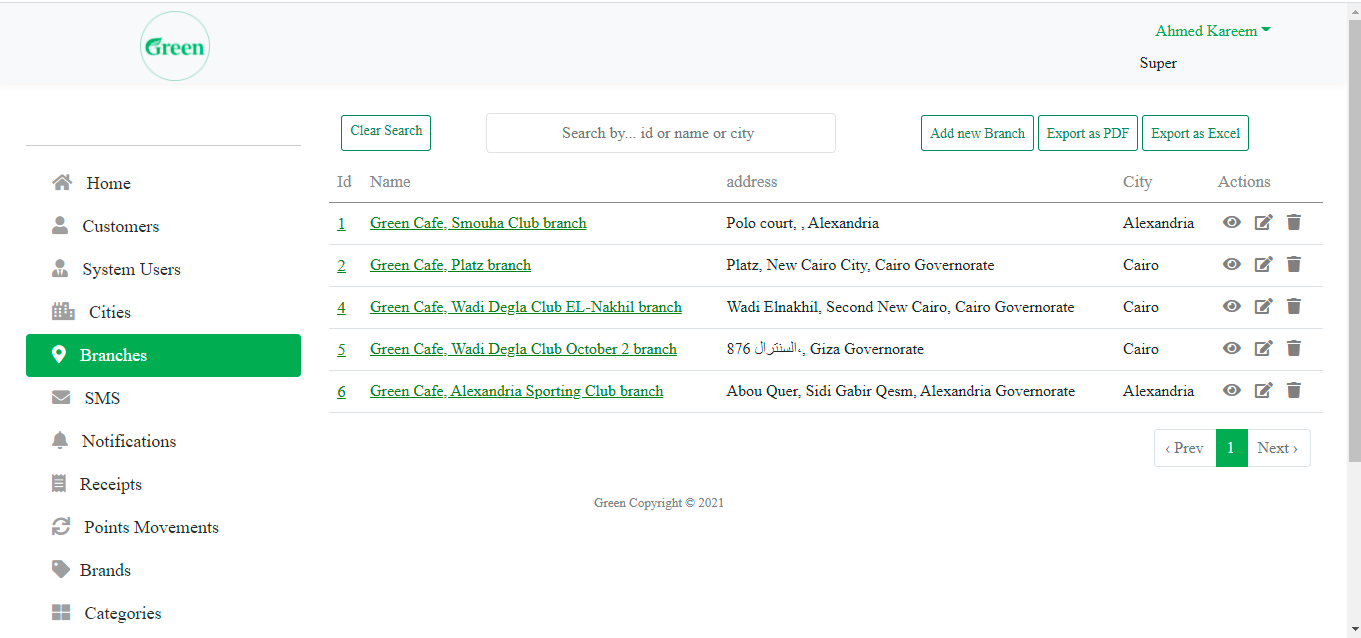 Green
Ahmed Kareem
Super
Clear Search
Search by... id or name or city
Add new Branch
Export as PDF
Export as Excel
Home
Customers
System Users
Cities
Branches
SMS
Notifications
Receipts
Points Movements
Brands
Categories
Id Name address City Actions
1 Green Cafe, Smouha Club branch Polo court, , Alexandria Alexandria
2 Green Cafe, Platz branch Platz, New Cairo City, Cairo Governorate Cairo
4 Green Cafe, Wadi Degla Club EL-Nakhil branch Wadi Elnakhil, Second New Cairo, Cairo Governorate Cairo
5 Green Cafe, Wadi Degla Club October 2 branch 876 السنترال،, Giza Governorate Cairo
6 Green Cafe, Alexandria Sporting Club branch Abou Quer, Sidi Gabir Qesm, Alexandria Governorate Alexandria
‹ Prev 1 Next ›
Green Copyright © 2021